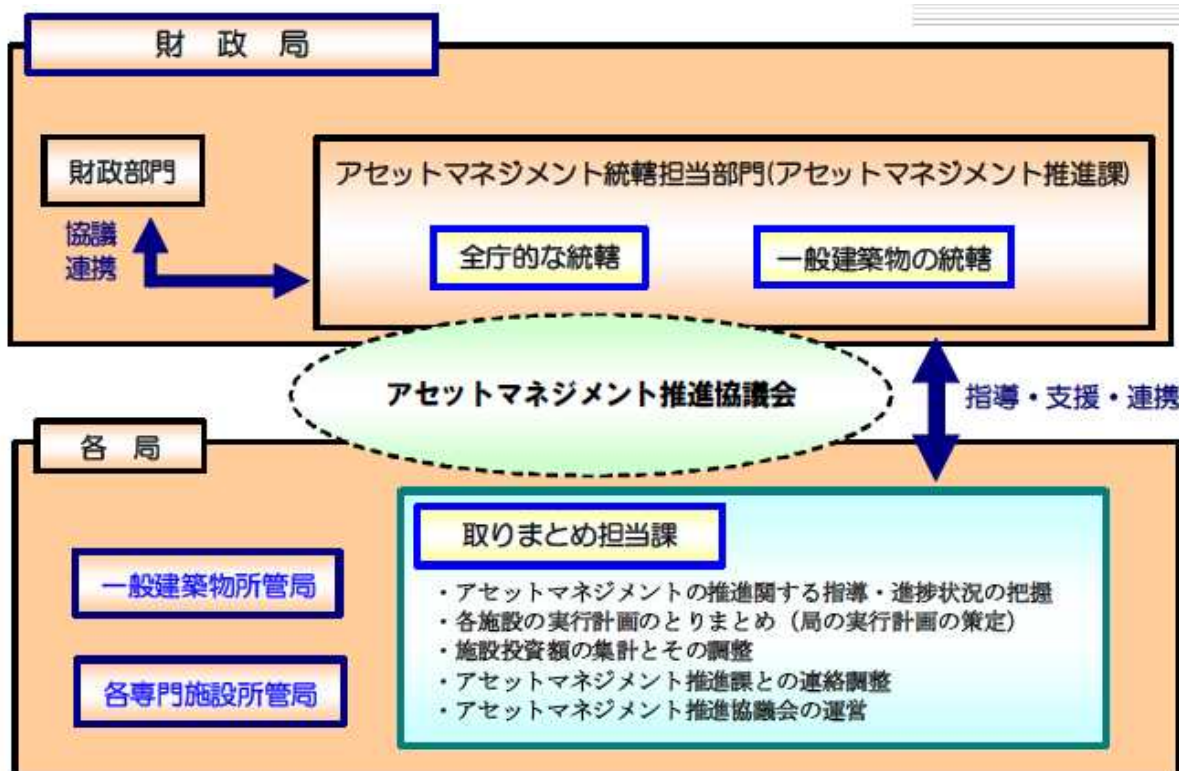 財 政 局
財政部門
アセットマネジメント統轄担当部門(アセットマネジメント推進課)
協議
連携
全庁的な統轄
一般建築物の統轄
アセットマネジメント推進協議会
指導・支援・連携
各 局
取りまとめ担当課
一般建築物所管局
各専門施設所管局
・アセットマネジメントの推進関する指導・進捗状況の把握
・各施設の実行計画のとりまとめ（局の実行計画の策定）
・施設投資額の集計とその調整
・アセットマネジメント推進課との連絡調整
・アセットマネジメント推進協議会の運営